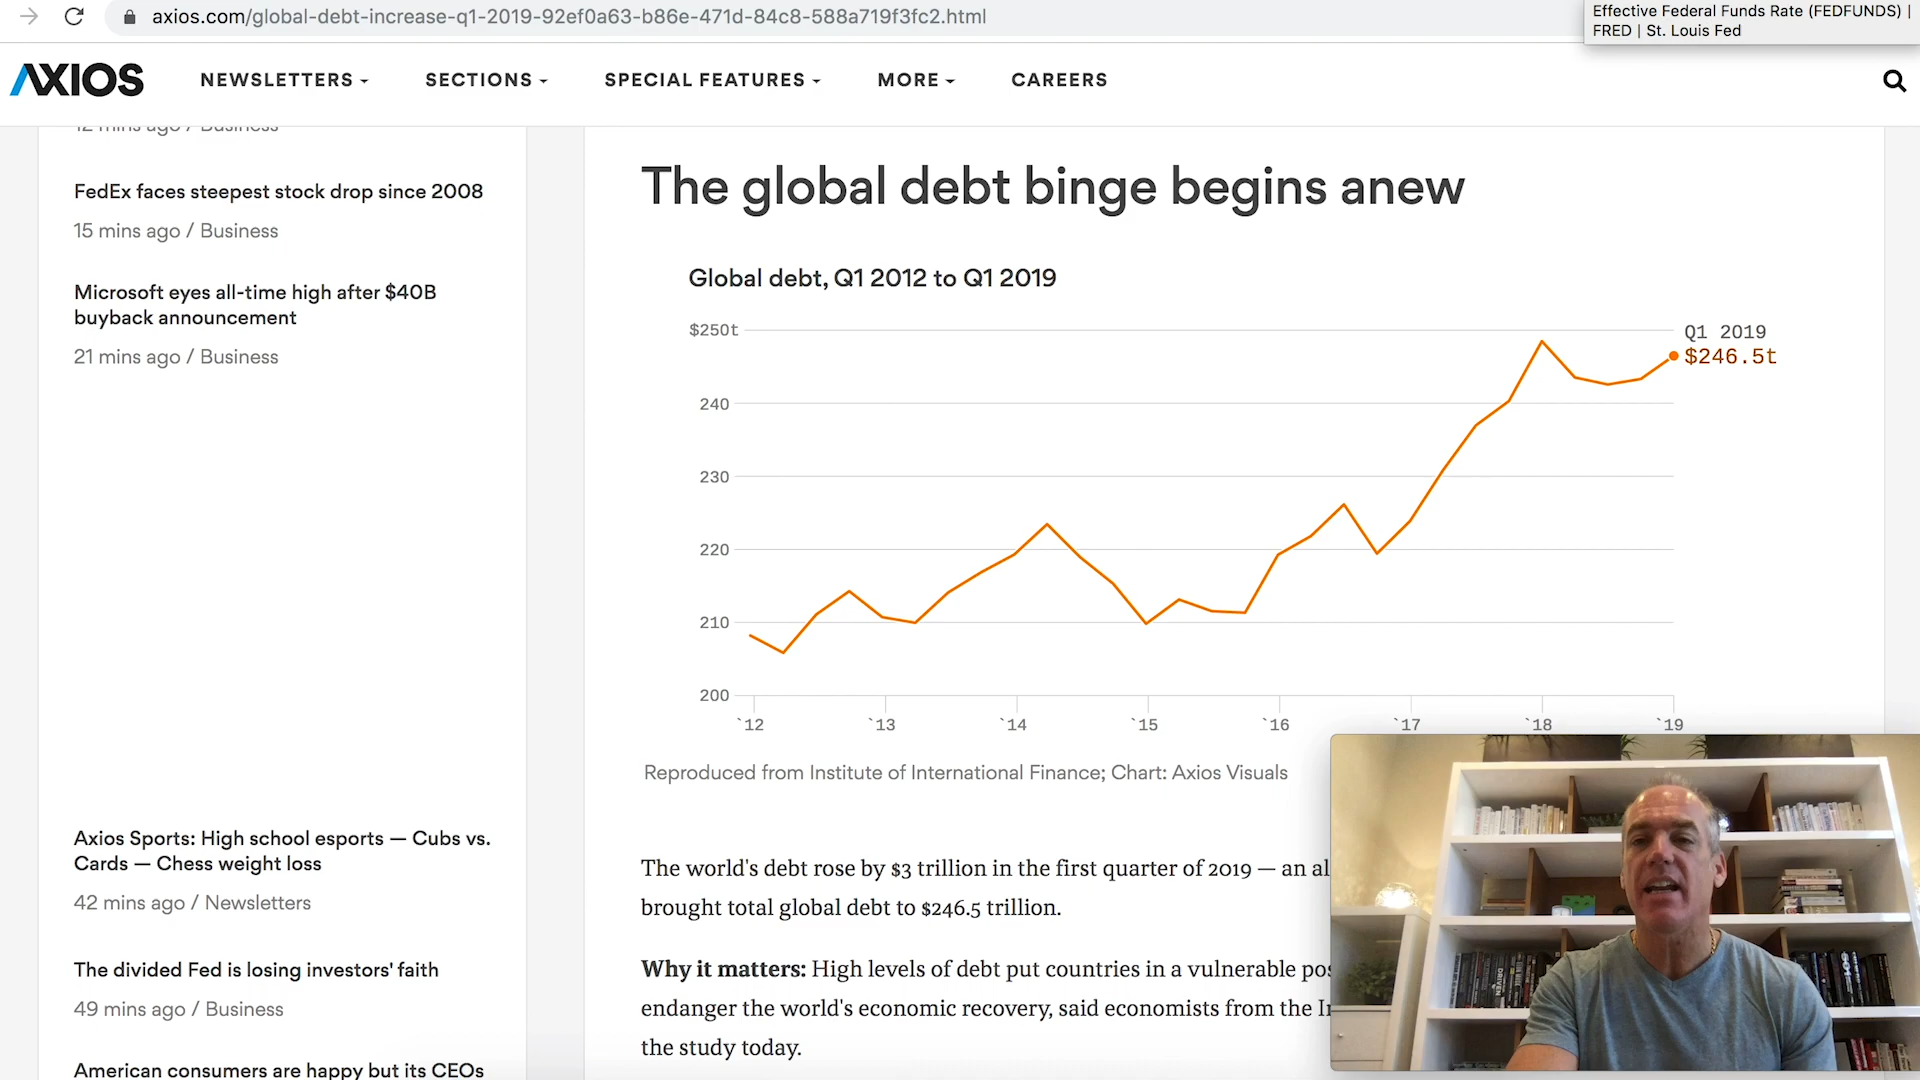 axios.com/global-debt-increase-q1-2019-92ef0a63-b86e-471d-84c8-588a719f3fc2.html
Effective Federal Funds Rate (FEDFUNDS) |
FRED | St. Louis Fed
AXIOS
NEWSLETTERS
SECTIONS
SPECIAL FEATURES
MORE
CAREERS
12 mins ago / Business
FedEx faces steepest stock drop since 2008
15 mins ago / Business
Microsoft eyes all-time high after $40B
buyback announcement
21 mins ago / Business
Axios Sports: High school esports — Cubs vs.
Cards — Chess weight loss
42 mins ago / Newsletters
The divided Fed is losing investors' faith
49 mins ago / Business
American consumers are happy but its CEOs
The global debt binge begins anew
Global debt, Q1 2012 to Q1 2019
$250t
240
230
220
210
200
Q1 2019
$246.5t
`12
`13
`14
`15
`16
`17
`18
`19
Reproduced from Institute of International Finance; Chart: Axios Visuals
The world's debt rose by $3 trillion in the first quarter of 2019 — an al
brought total global debt to $246.5 trillion.
Why it matters: High levels of debt put countries in a vulnerable pos
endanger the world's economic recovery, said economists from the I
the study today.